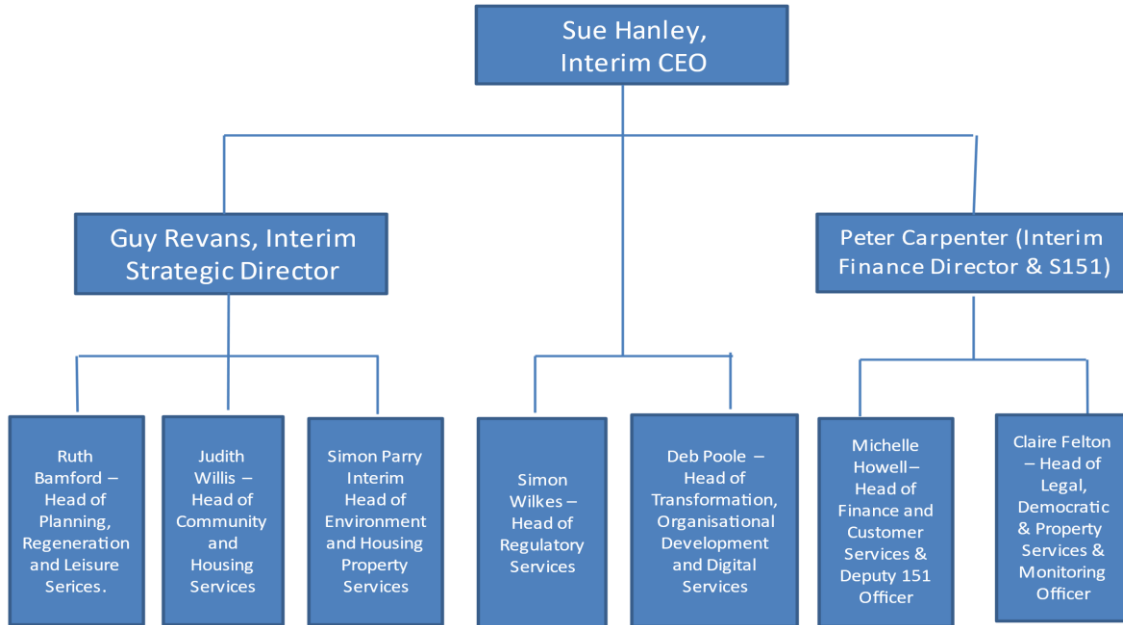 Sue Hanley,
Interim CEO
Guy Revans, Interim
Strategic Director
Peter Carpenter (Interim
Finance Director & S151)
Ruth
Bamford –
Head of
Planning,
Regeneration
and Leisure
Serices.
Judith
Willis –
Head of
Community
and
Housing
Services
Simon Parry
Interim
Head of
Environment
and Housing
Property
Services
Simon
Wilkes –
Head of
Regulatory
Services
Deb Poole –
Head of
Transformation,
Organisational
Development
and Digital
Services
Michelle
Howell–
Head of
Finance and
Customer
Services &
Deputy 151
Officer
Claire Felton
– Head of
Legal,
Democratic
& Property
Services &
Monitoring
Officer